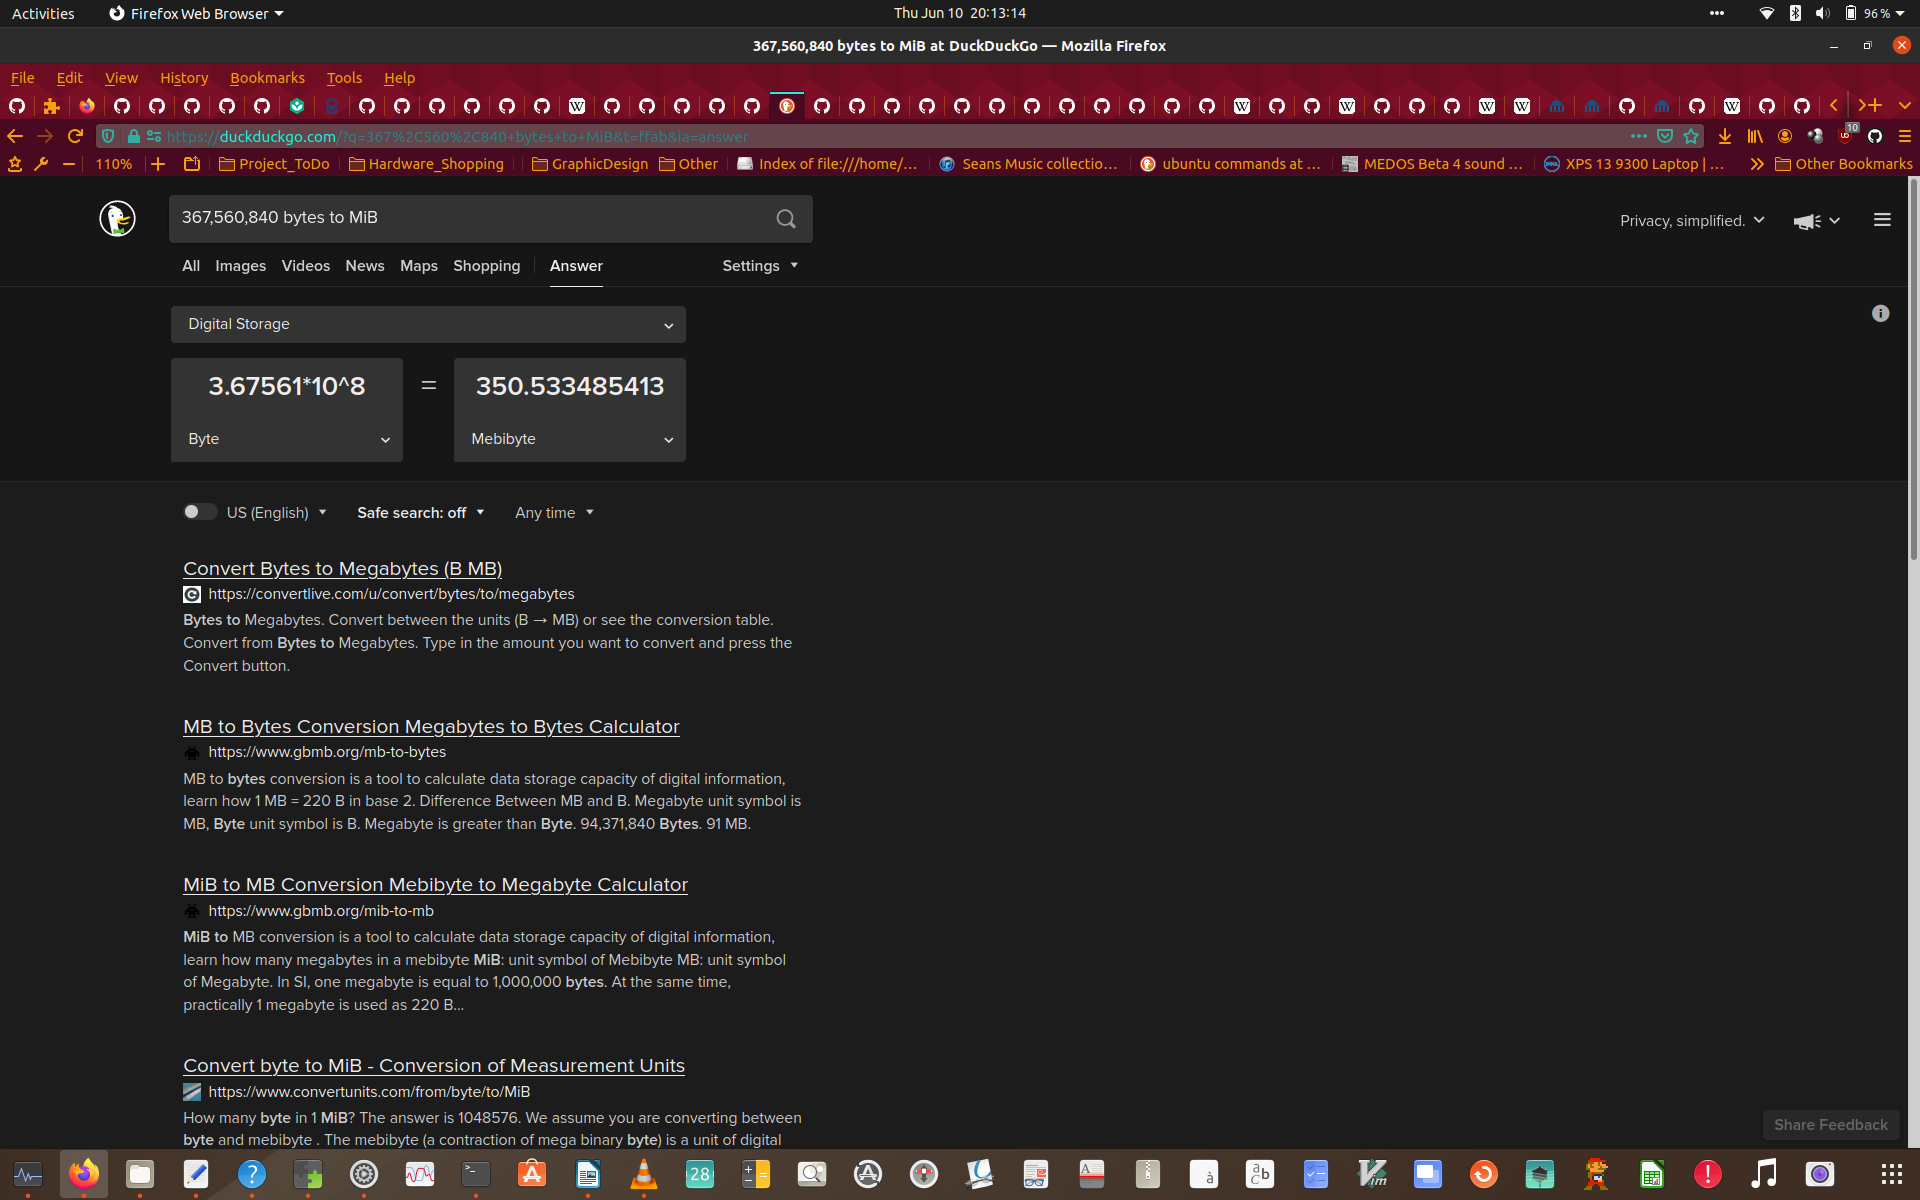 Activities
Firefox Web Browser
Thu Jun 10 20:13:14
96 %
367,560,840 bytes to MiB at DuckDuckGo — Mozilla Firefox
File Edit View History Bookmarks Tools Help
https://duckduckgo.com/?q=367%2C560%2C840+bytes+to+MiB&t=ffab&ia=answer
10
110%
Project_ToDo
Hardware_Shopping
GraphicDesign
Other
Index of file:///home/...
Seans Music collectio...
ubuntu commands at ...
MEDOS Beta 4 sound ...
XPS 13 9300 Laptop | ...
Other Bookmarks
367,560,840 bytes to MiB
Privacy, simplified.
All Images Videos News Maps Shopping Answer Settings
Digital Storage
3.67561*10^8 = 350.533485413
Byte Mebibyte
US (English) Safe search: off Any time
Convert Bytes to Megabytes (B MB)
https://convertlive.com/u/convert/bytes/to/megabytes
Bytes to Megabytes. Convert between the units (B → MB) or see the conversion table.
Convert from Bytes to Megabytes. Type in the amount you want to convert and press the
Convert button.
MB to Bytes Conversion Megabytes to Bytes Calculator
https://www.gbmb.org/mb-to-bytes
MB to bytes conversion is a tool to calculate data storage capacity of digital information,
learn how 1 MB = 220 B in base 2. Difference Between MB and B. Megabyte unit symbol is
MB, Byte unit symbol is B. Megabyte is greater than Byte. 94,371,840 Bytes. 91 MB.
MiB to MB Conversion Mebibyte to Megabyte Calculator
https://www.gbmb.org/mib-to-mb
MiB to MB conversion is a tool to calculate data storage capacity of digital information,
learn how many megabytes in a mebibyte MiB: unit symbol of Mebibyte MB: unit symbol
of Megabyte. In SI, one megabyte is equal to 1,000,000 bytes. At the same time,
practically 1 megabyte is used as 220 B...
Convert byte to MiB - Conversion of Measurement Units
https://www.convertunits.com/from/byte/to/MiB
How many byte in 1 MiB? The answer is 1048576. We assume you are converting between
byte and mebibyte . The mebibyte (a contraction of mega binary byte) is a unit of digital
Share Feedback
28